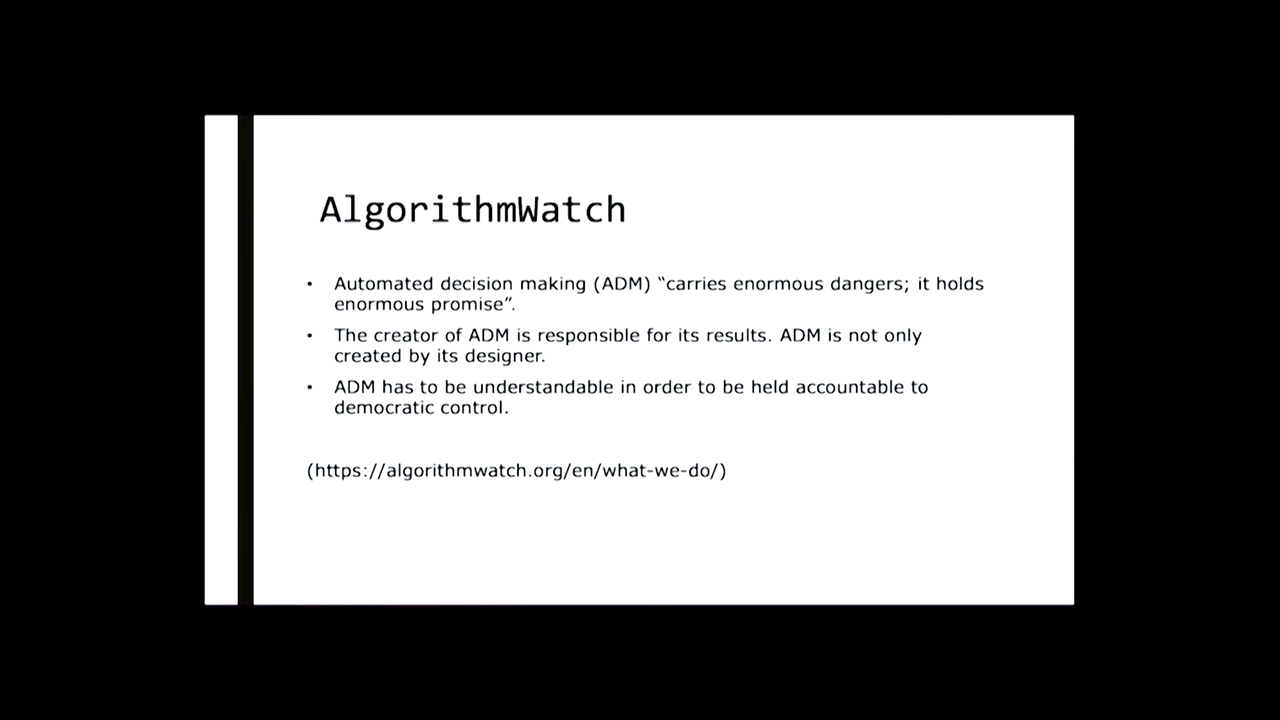 AlgorithmWatch
• Automated decision making (ADM) “carries enormous dangers; it holds
enormous promise”.
• The creator of ADM is responsible for its results. ADM is not only
created by its designer.
• ADM has to be understandable in order to be held accountable to
democratic control.
(https://algorithmwatch.org/en/what-we-do/)